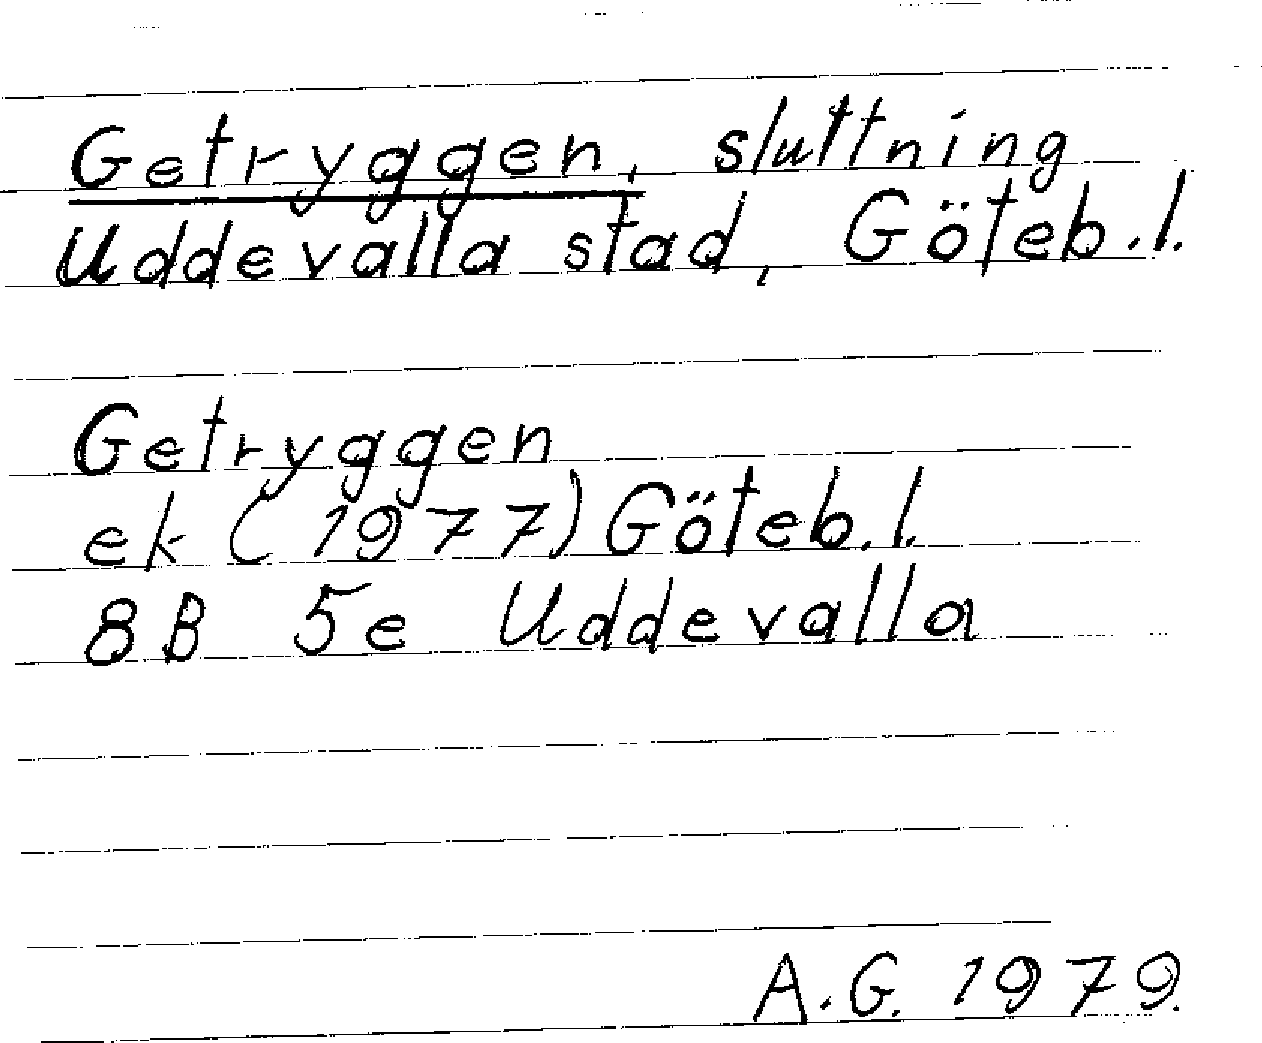 Getryggen, sluttning
Uddevalla stad, Göteb.l.
Getryggen
ek (1977) Göteb.l.
8B 5e Uddevalla
A.G. 1979.